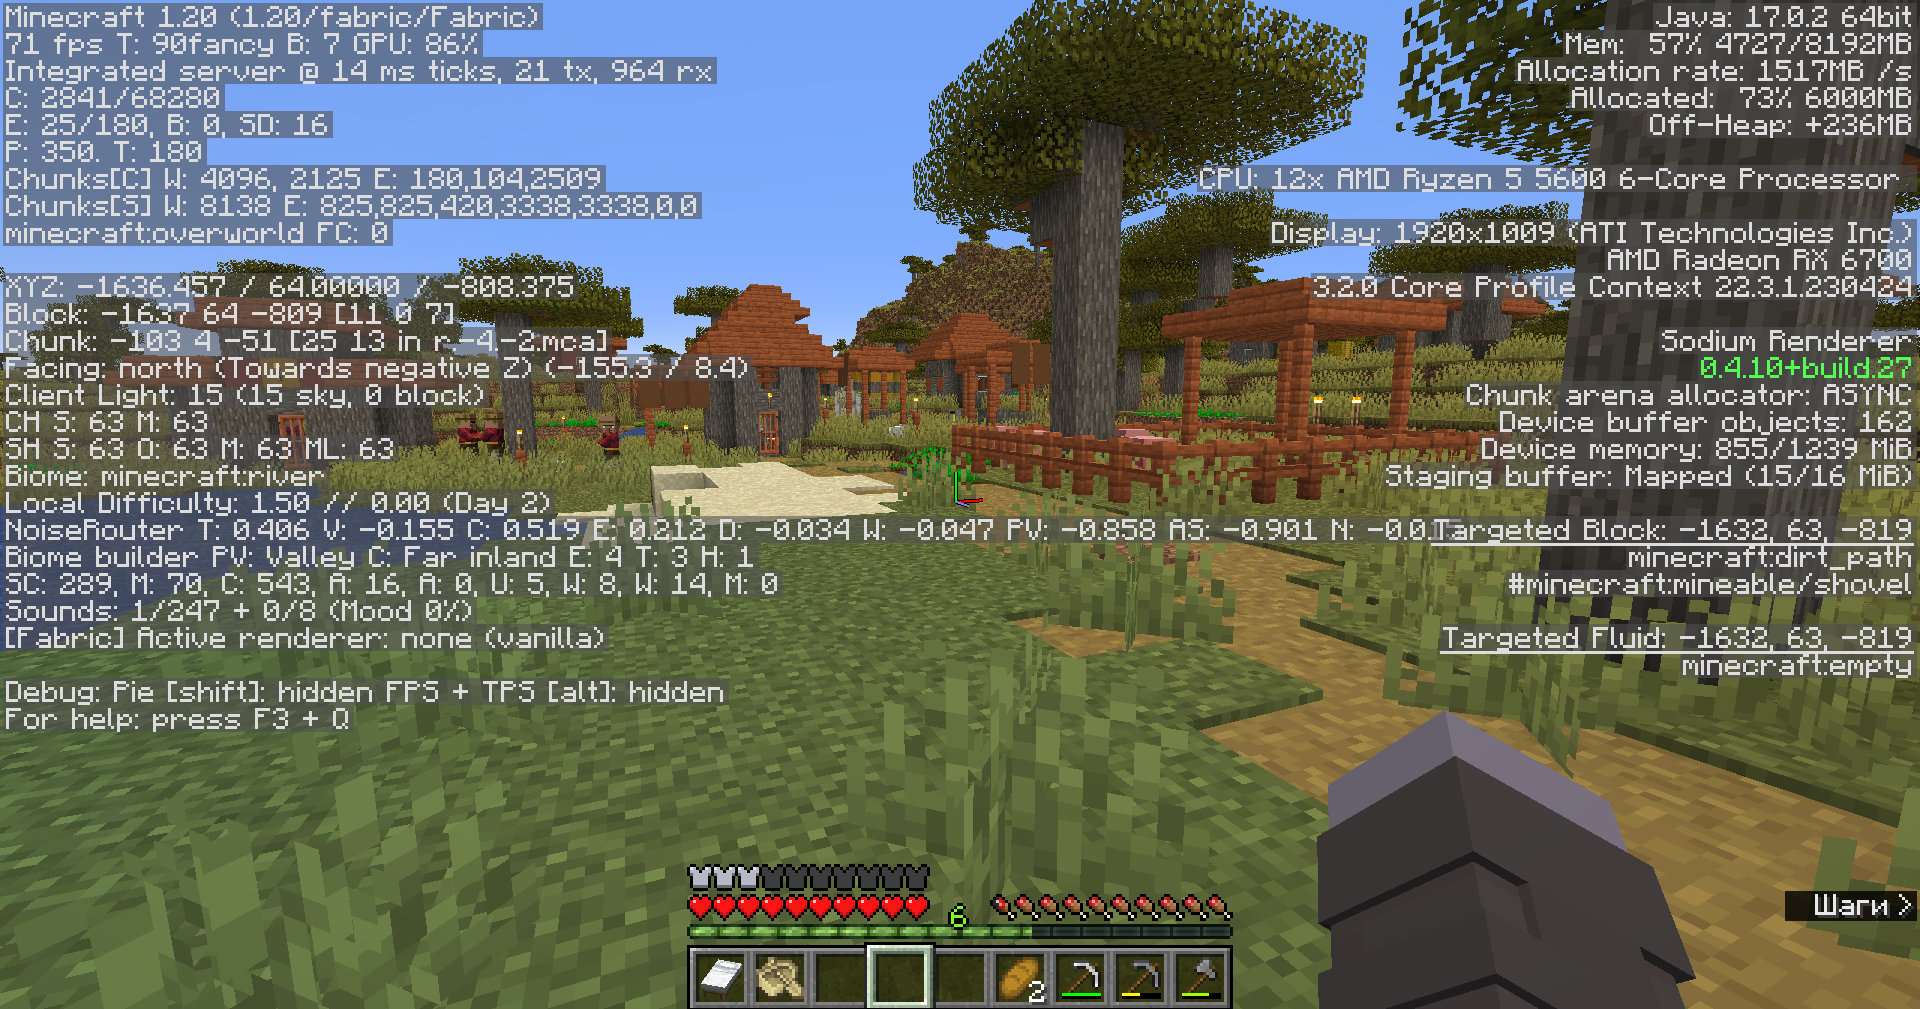 Minecraft 1.20 (1.20/fabric/Fabric)
71 fps T: 90fancy B: 7 GPU: 86%
Integrated server @ 14 ms ticks, 21 tx, 964 rx
C: 2841/68280
E: 25/180, B: 0, SD: 16
P: 350. T: 180
Chunks[C] W: 4096, 2125 E: 180,104,2509
Chunks[S] W: 8138 E: 825,825,420,3338,3338,0,0
minecraft:overworld FC: 0
XYZ: -1636.457 / 64.00000 / -808.375
Block: -1637 64 -809 [11 0 7]
Chunk: -103 4 -51 [25 13 in r.-4.-2.mca]
Facing: north (Towards negative Z) (-155.3 / 8.4)
Client Light: 15 (15 sky, 0 block)
CH S: 63 M: 63
SH S: 63 O: 63 M: 63 ML: 63
Biome: minecraft:river
Local Difficulty: 1.50 // 0.00 (Day 2)
NoiseRouter T: 0.406 V: -0.155 C: 0.519 E: 0.212 D: -0.034 W: -0.047 PV: -0.858 AS: -0.901 N:
Biome builder PV: Valley C: Far inland E: 4 T: 3 H: 1
SC: 289, M: 70, C: 543, A: 16, A: 0, U: 5, W: 8, W: 14, M: 0
Sounds: 1/247 + 0/8 (Mood 0%)
[Fabric] Active renderer: none (vanilla)
Debug: Pie [shift]: hidden FPS + TPS [alt]: hidden
For help: press F3 + Q
Java: 17.0.2 64bit
Mem: 57% 4727/8192MB
Allocation rate: 1517MB /s
Allocated: 73% 6000MB
Off-Heap: +236MB
CPU: 12x AMD Ryzen 5 5600 6-Core Processor
Display: 1920x1009 (ATI Technologies Inc.)
AMD Radeon RX 6700
3.2.0 Core Profile Context 22.3.1.230424
Sodium Renderer
0.4.10+build.27
Chunk arena allocator: ASYNC
Device buffer objects: 162
Device memory: 855/1239 MiB
Staging buffer: Mapped (15/16 MiB)
Targeted Block: -1632, 63, -819
minecraft:dirt_path
#minecraft:mineable/shovel
Targeted Fluid: -1632, 63, -819
minecraft:empty
Шаги >
6
2